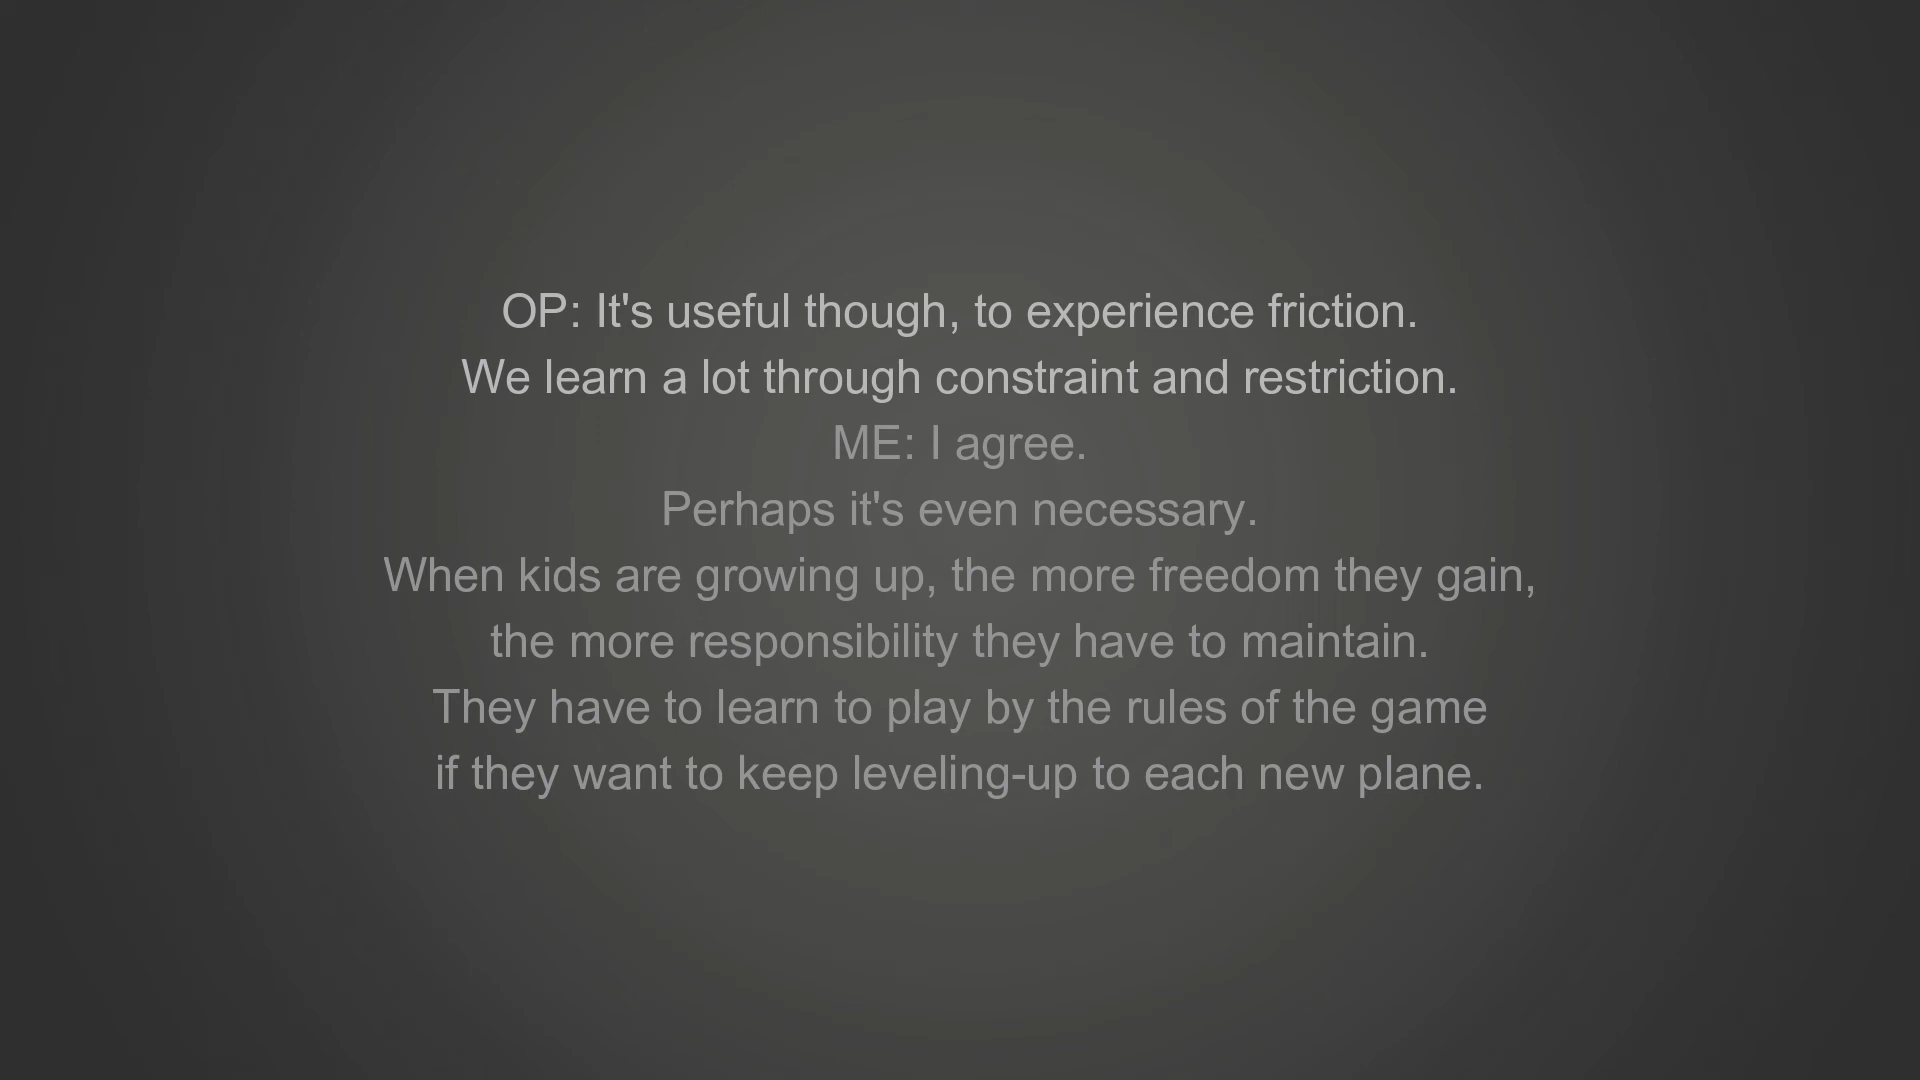 OP: It's useful though, to experience friction.
We learn a lot through constraint and restriction.
ME: I agree.
Perhaps it's even necessary.
When kids are growing up, the more freedom they gain,
the more responsibility they have to maintain.
They have to learn to play by the rules of the game
if they want to keep leveling-up to each new plane.